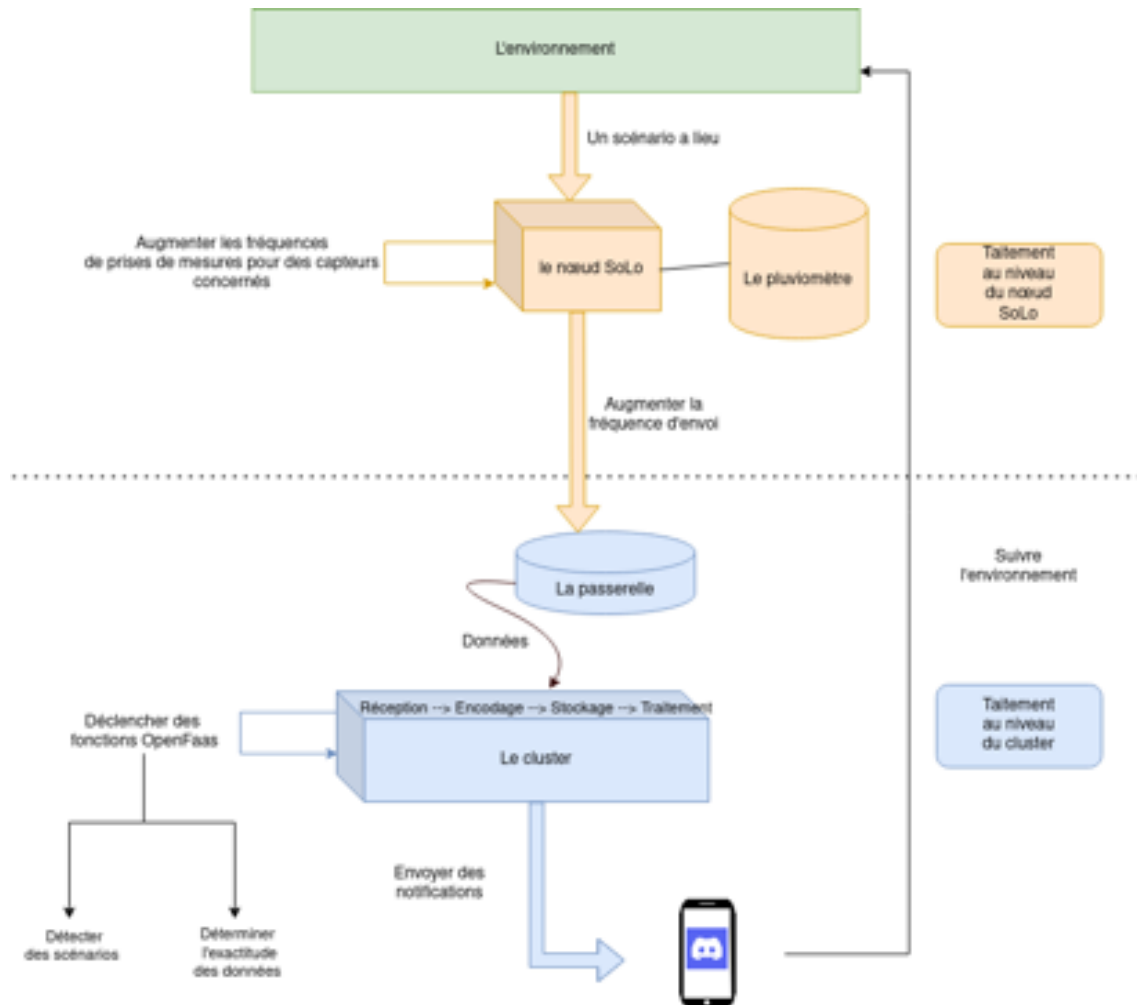 L'environnement
Un scénario a lieu
Augmenter les fréquences
de prises de mesures pour des capteurs
concernés
le nœud SoLo
Le pluviomètre
Taitement
au niveau
du nœud
SoLo
Augmenter la
fréquence d'envoi
La passerelle
Suivre
l'environnement
Données
Réception --> Encodage --> Stockage --> Traitement
Le cluster
Déclencher des
fonctions OpenFaas
Taitement
au niveau
du cluster
Envoyer des
notifications
Détecter
des scénarios
Déterminer
l'exactitude
des données